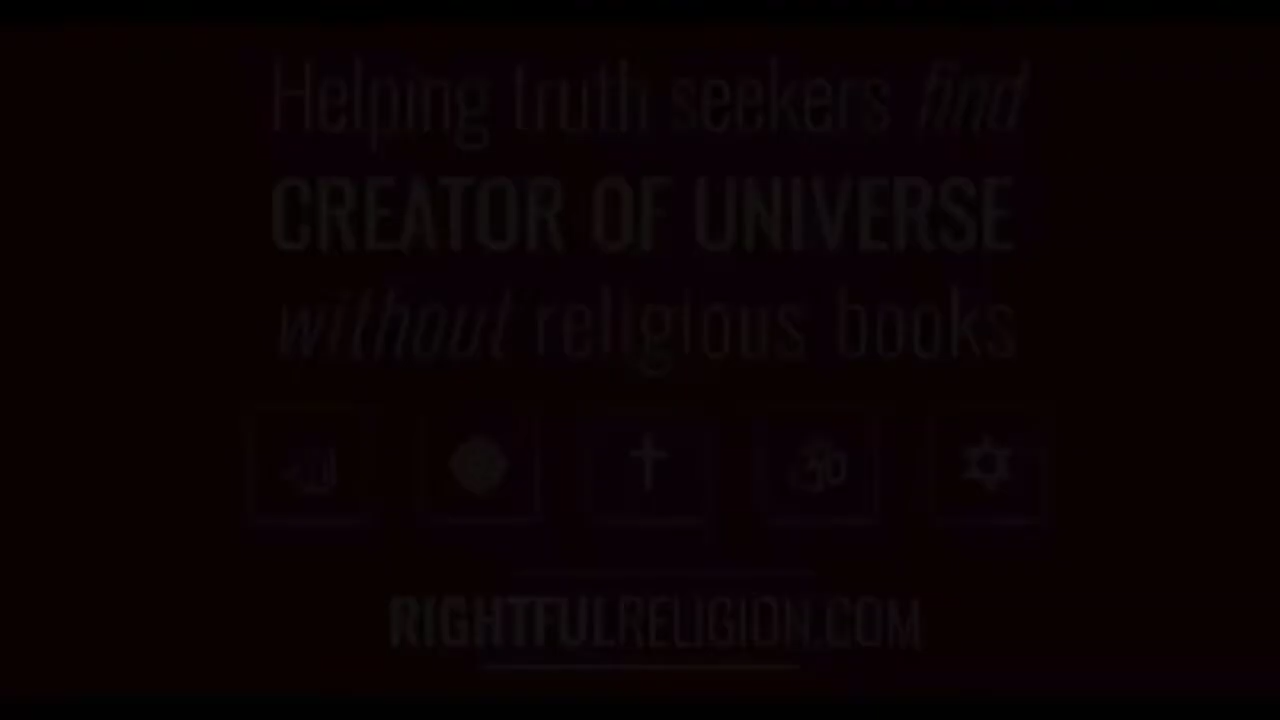 Helping truth seekers find
CREATOR OF UNIVERSE
without religious books
RIGHTFULRELIGION.COM